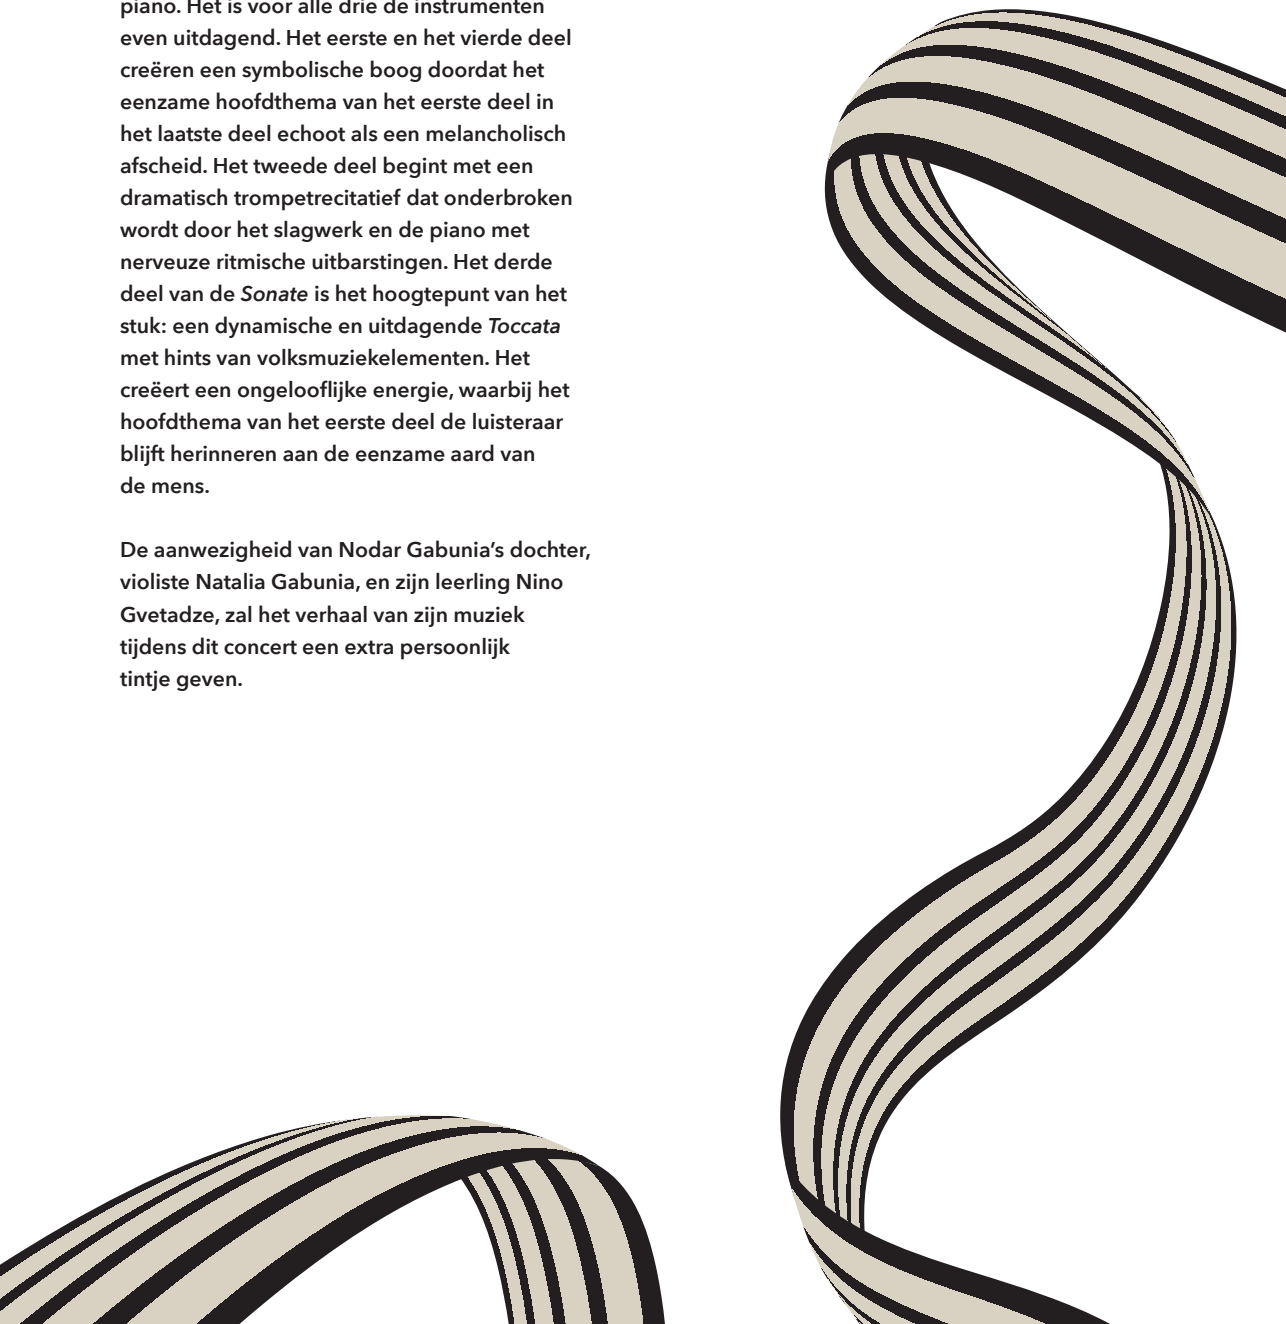 piano. Het is voor alle drie de instrumenten
even uitdagend. Het eerste en het vierde deel
creëren een symbolische boog doordat het
eenzame hoofdthema van het eerste deel in
het laatste deel echoot als een melancholisch
afscheid. Het tweede deel begint met een
dramatisch trompetrecitatief dat onderbroken
wordt door het slagwerk en de piano met
nerveuze ritmische uitbarstingen. Het derde
deel van de Sonate is het hoogtepunt van het
stuk: een dynamische en uitdagende Toccata
met hints van volksmuziekelementen. Het
creëert een ongelooflijke energie, waarbij het
hoofdthema van het eerste deel de luisteraar
blijft herinneren aan de eenzame aard van
de mens.
De aanwezigheid van Nodar Gabunia’s dochter,
violiste Natalia Gabunia, en zijn leerling Nino
Gvetadze, zal het verhaal van zijn muziek
tijdens dit concert een extra persoonlijk
tintje geven.